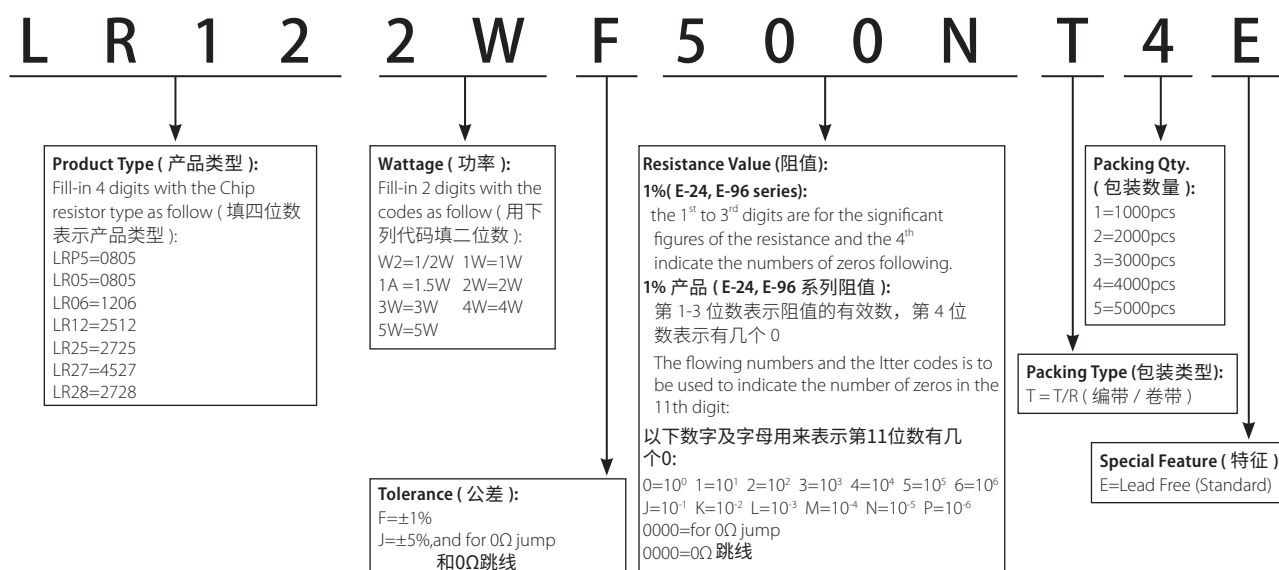 L R 1 2 2 W F 5 0 0 N T 4 E
Product Type ( 产品类型 ):
Fill-in 4 digits with the Chip
resistor type as follow ( 填四位数
表示产品类型 ):
LRP5=0805
LR05=0805
LR06=1206
LR12=2512
LR25=2725
LR27=4527
LR28=2728
Wattage ( 功率 ):
Fill-in 2 digits with the
codes as follow ( 用下
列代码填二位数 ):
W2=1/2W 1W=1W
1A =1.5W 2W=2W
3W=3W 4W=4W
5W=5W
Tolerance ( 公差 ):
F=±1%
J=±5%,and for 0Ω jump
和0Ω跳线
Resistance Value (阻值):
1%( E-24, E-96 series):
the 1st to 3rd digits are for the significant
figures of the resistance and the 4th
indicate the numbers of zeros following.
1% 产品 ( E-24, E-96 系列阻值 ):
第 1-3 位数表示阻值的有效数，第 4 位
数表示有几个 0
The flowing numbers and the ltter codes is to
be used to indicate the number of zeros in the
11th digit:
以下数字及字母用来表示第11位数有几
个0:
0=10⁰ 1=10¹ 2=10² 3=10³ 4=10⁴ 5=10⁵ 6=10⁶
J=10⁻¹ K=10⁻² L=10⁻³ M=10⁻⁴ N=10⁻⁵ P=10⁻⁶
0000=for 0Ω jump
0000=0Ω 跳线
Packing Qty.
( 包装数量 ):
1=1000pcs
2=2000pcs
3=3000pcs
4=4000pcs
5=5000pcs
Packing Type (包装类型):
T = T/R ( 编带 / 卷带 )
Special Feature ( 特征 )
E=Lead Free (Standard)